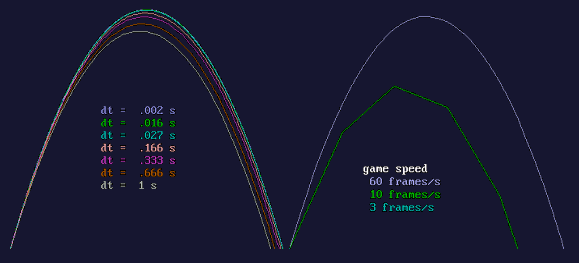 dt = .002 s
dt = .016 s
dt = .027 s
dt = .166 s
dt = .333 s
dt = .666 s
dt = 1 s
game speed
60 frames/s
10 frames/s
3 frames/s